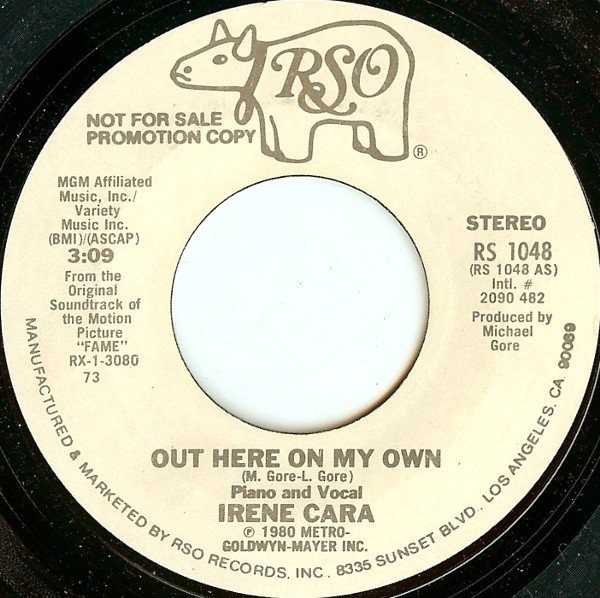 RSO
®
NOT FOR SALE
PROMOTION COPY
MGM Affiliated
Music, Inc./
Variety
Music Inc.
(BMI)/(ASCAP)
3:09
From the
Original
Soundtrack of
the Motion
Picture
"FAME"
RX-1-3080
73
STEREO
RS 1048
(RS 1048 AS)
Intl. #
2090 482
Produced by
Michael
Gore
OUT HERE ON MY OWN
(M. Gore-L. Gore)
Piano and Vocal
IRENE CARA
℗ 1980 METRO-
GOLDWYN-MAYER INC.
MANUFACTURED & MARKETED BY RSO RECORDS, INC. 8335 SUNSET BLVD., LOS ANGELES, CA. 90069